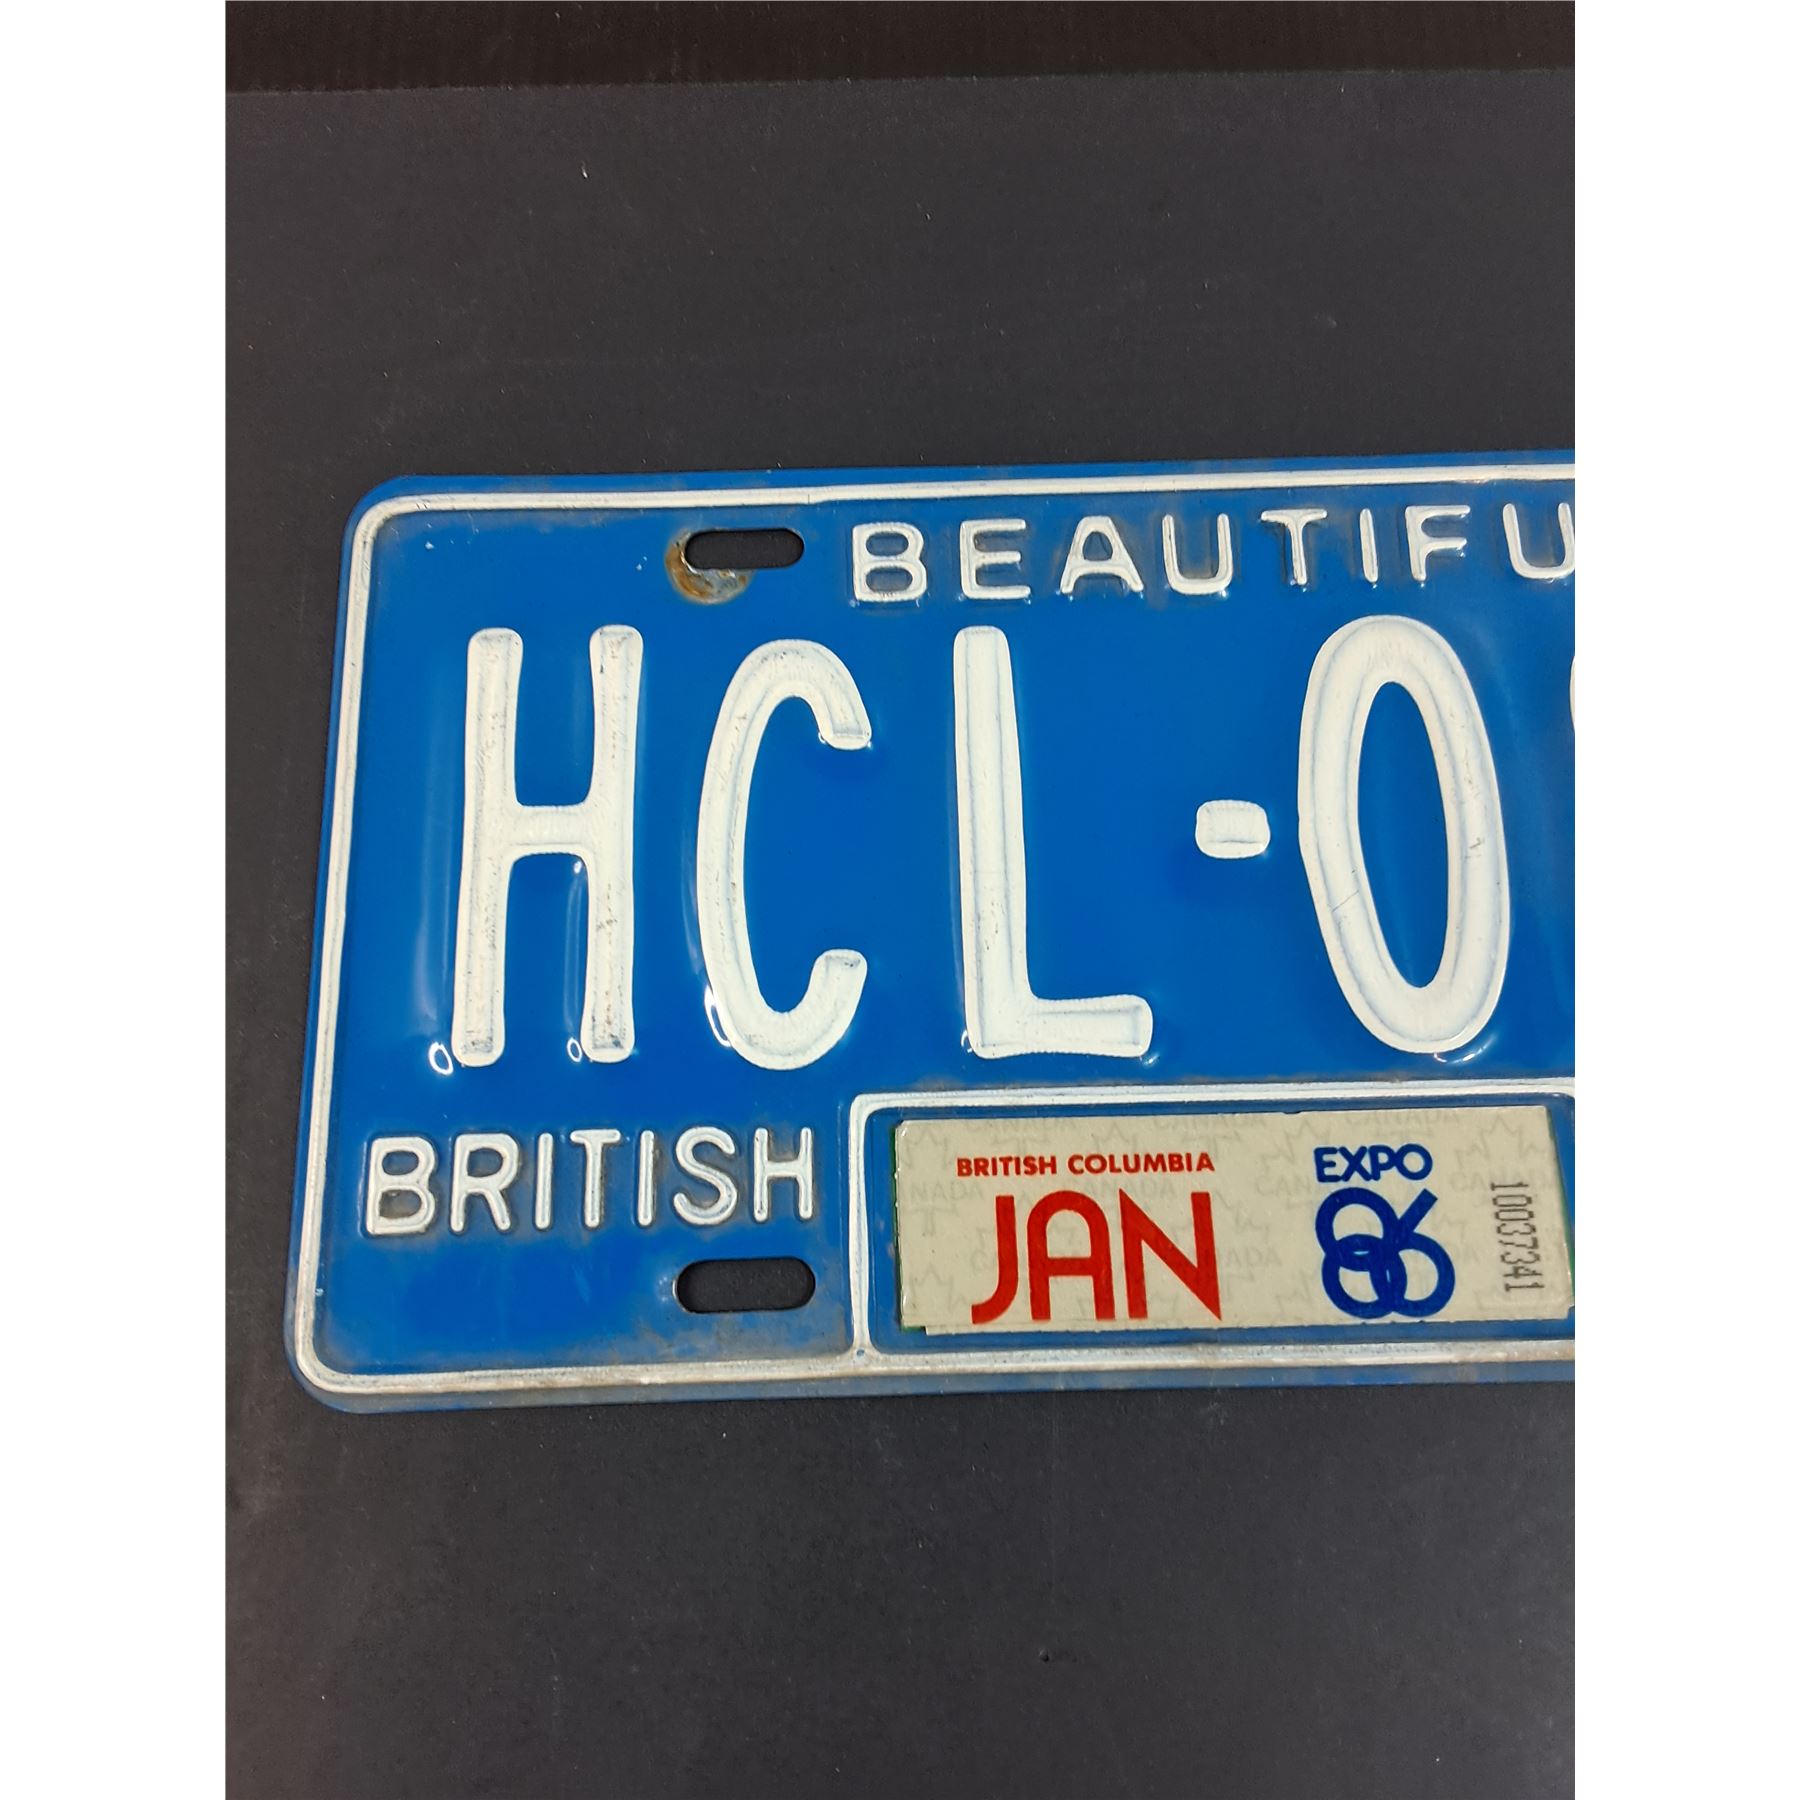 BEAUTIFU
HCL-0
BRITISH
BRITISH COLUMBIA
JAN
EXPO
86
10037341